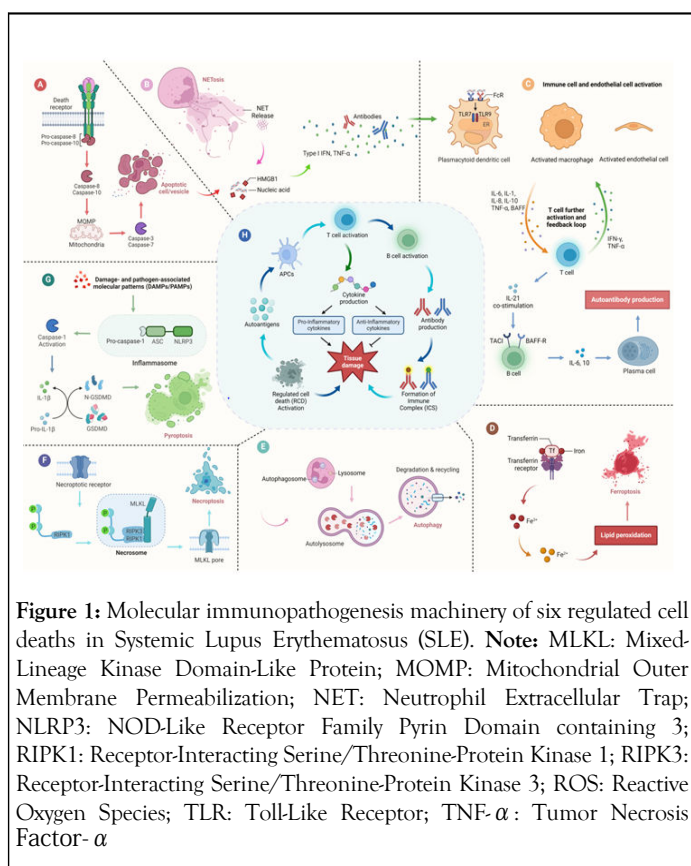 A
Death
receptor
Pro-caspase-8
Pro-caspase-10
Caspase-8
Caspase-10
MOMP
Mitochondria
Caspase-3
Caspase-7
Apoptotic
cell/vesicle
B
NETosis
NET
Release
HMGB1
Nucleic acid
Antibodies
Type I IFN, TNF-α
FcR
TLR7
TLR9
ER
Plasmacytoid dendritic cell
C
Immune cell and endothelial cell activation
Activated macrophage
Activated endothelial cell
IL-6, IL-1,
IL-8, IL-10
TNF-α, BAFF
T cell further
activation and
feedback loop
IFN-γ,
TNF-α
T cell
IL-21
co-stimulation
TACI
BAFF-R
B cell
IL-6, 10
Plasma cell
Autoantibody production
H
T cell activation
APCs
B cell activation
Cytokine
production
Autoantigens
Pro-Inflammatory
cytokines
Anti-Inflammatory
cytokines
Antibody
production
Tissue
damage
Regulated cell
death (RCD)
Activation
Formation of
Immune
Complex (ICS)
G
Damage- and pathogen-associated
molecular patterns (DAMPs/PAMPs)
Pro-caspase-1
ASC
NLRP3
Inflammasome
Caspase-1
Activation
IL-1β
N-GSDMD
Pro-IL-1β
GSDMD
Pyroptosis
F
Necroptotic receptor
P
P
RIPK1
MLKL
P
P
RIPK3
RIPK3
Necrosome
Necroptosis
MLKL pore
E
Autophagosome
Lysosome
Degradation & recycling
Autolysosome
Autophagy
D
Transferrin
Tf
Iron
Transferrin
receptor
Ferroptosis
Fe³⁺
Fe²⁺
Lipid peroxidation
Figure 1: Molecular immunopathogenesis machinery of six regulated cell
deaths in Systemic Lupus Erythematosus (SLE). Note: MLKL: Mixed-
Lineage Kinase Domain-Like Protein; MOMP: Mitochondrial Outer
Membrane Permeabilization; NET: Neutrophil Extracellular Trap;
NLRP3: NOD-Like Receptor Family Pyrin Domain containing 3;
RIPK1: Receptor-Interacting Serine/Threonine-Protein Kinase 1; RIPK3:
Receptor-Interacting Serine/Threonine-Protein Kinase 3; ROS: Reactive
Oxygen Species; TLR: Toll-Like Receptor; TNF-α: Tumor Necrosis
Factor-α